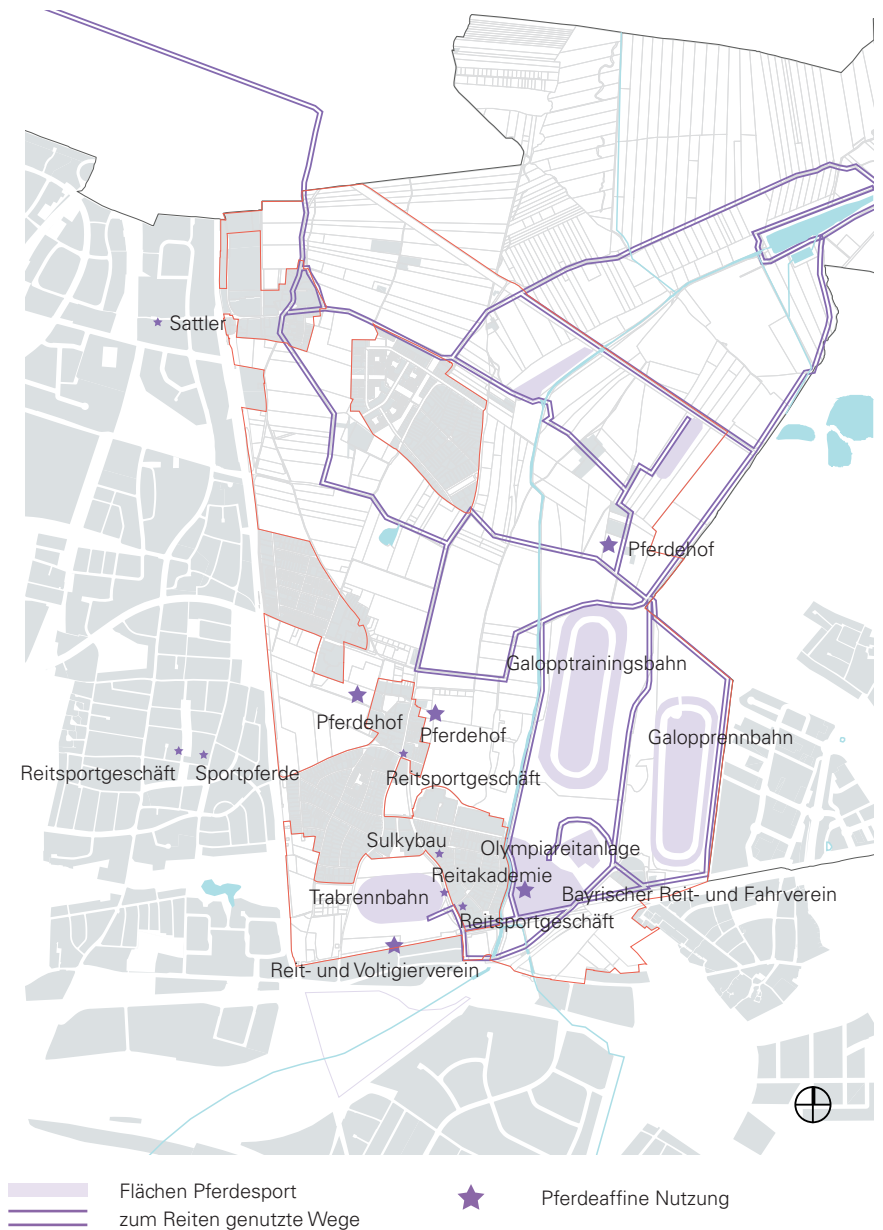 Sattler
Pferdehof
Galopptrainingsbahn
Pferdehof
Pferdehof
Galopprennbahn
Reitsportgeschäft
Sportpferde
Reitsportgeschäft
Sulkybau
Olympiareitanlage
Reitakademie
Trabrennbahn
Bayrischer Reit- und Fahrverein
Reitsportgeschäft
Reit- und Voltigierverein
Flächen Pferdesport
zum Reiten genutzte Wege
Pferdeaffine Nutzung